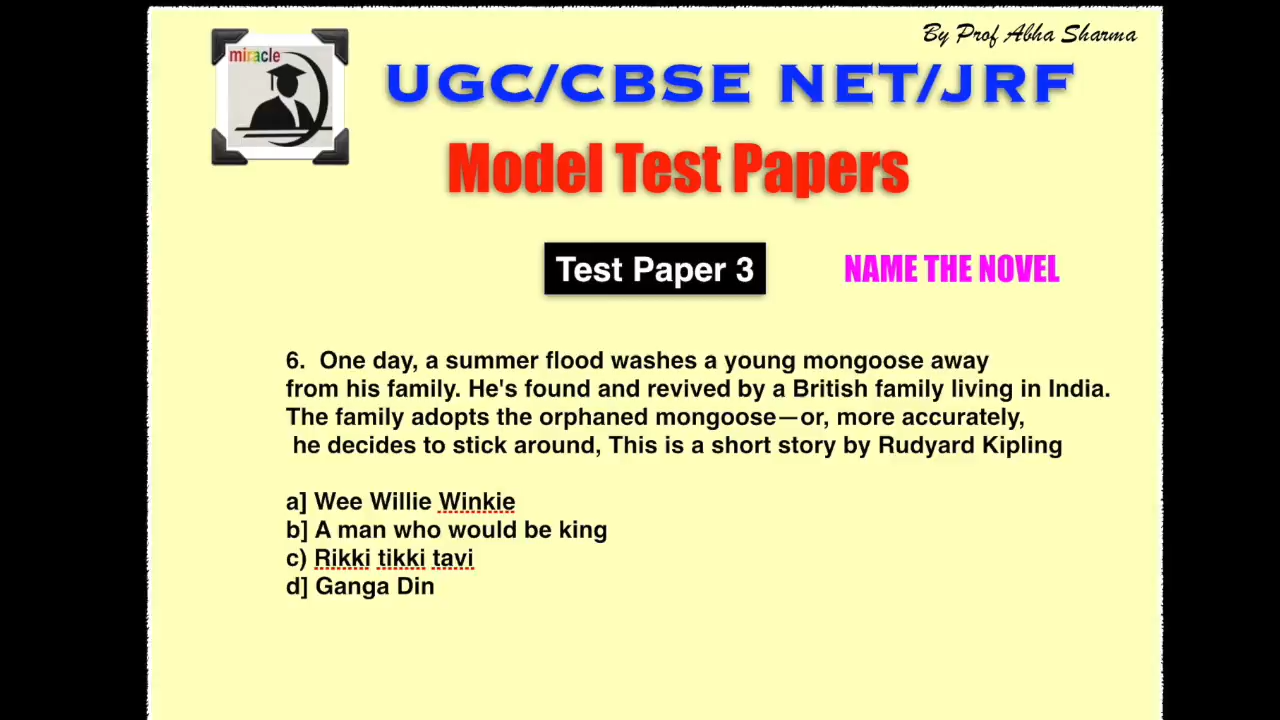 By Prof Abha Sharma
miracle
UGC/CBSE NET/JRF
Model Test Papers
Test Paper 3
NAME THE NOVEL
6. One day, a summer flood washes a young mongoose away
from his family. He's found and revived by a British family living in India.
The family adopts the orphaned mongoose—or, more accurately,
he decides to stick around, This is a short story by Rudyard Kipling
a] Wee Willie Winkie
b] A man who would be king
c) Rikki tikki tavi
d] Ganga Din